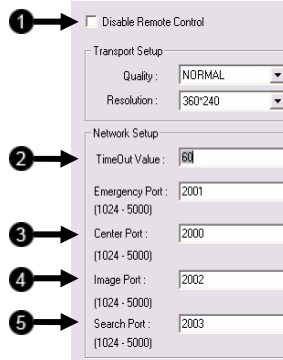 1 Disable Remote Control
Transport Setup
Quality : NORMAL
Resolution : 360*240
Network Setup
2 TimeOut Value : 60
Emergency Port : 2001
(1024 - 5000)
3 Center Port : 2000
(1024 - 5000)
4 Image Port : 2002
(1024 - 5000)
5 Search Port : 2003
(1024 - 5000)